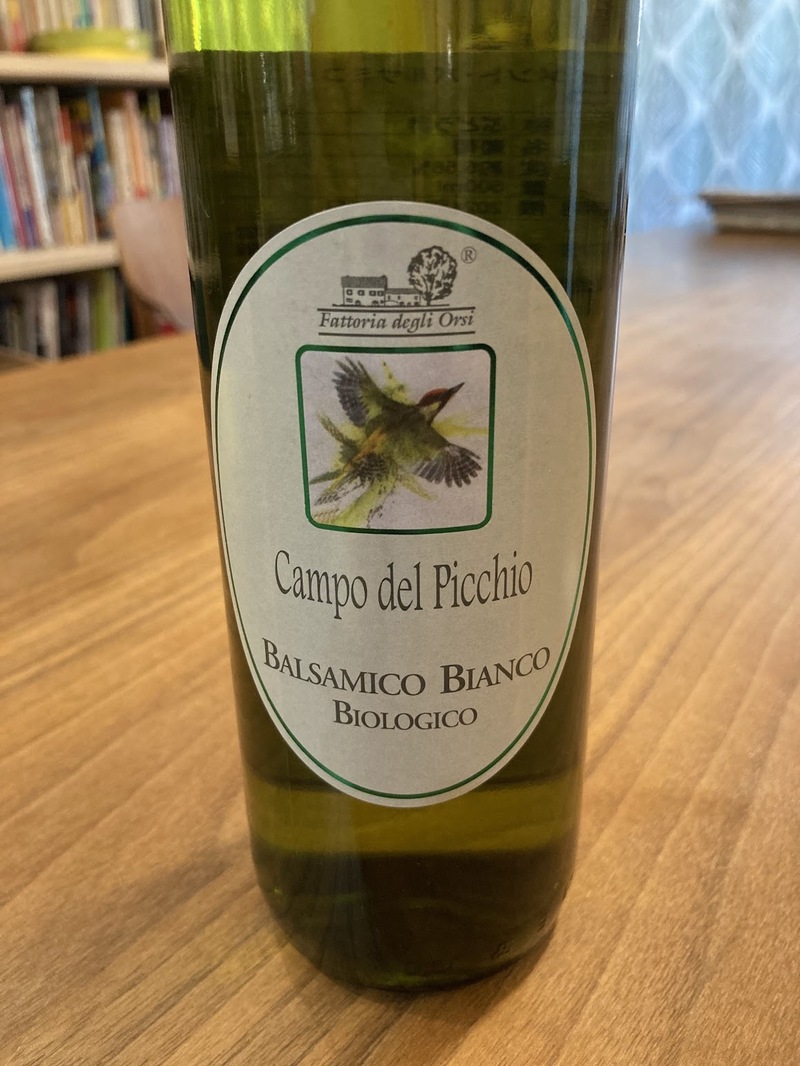 ®
Fattoria degli Orsi
Campo del Picchio
BALSAMICO BIANCO
BIOLOGICO